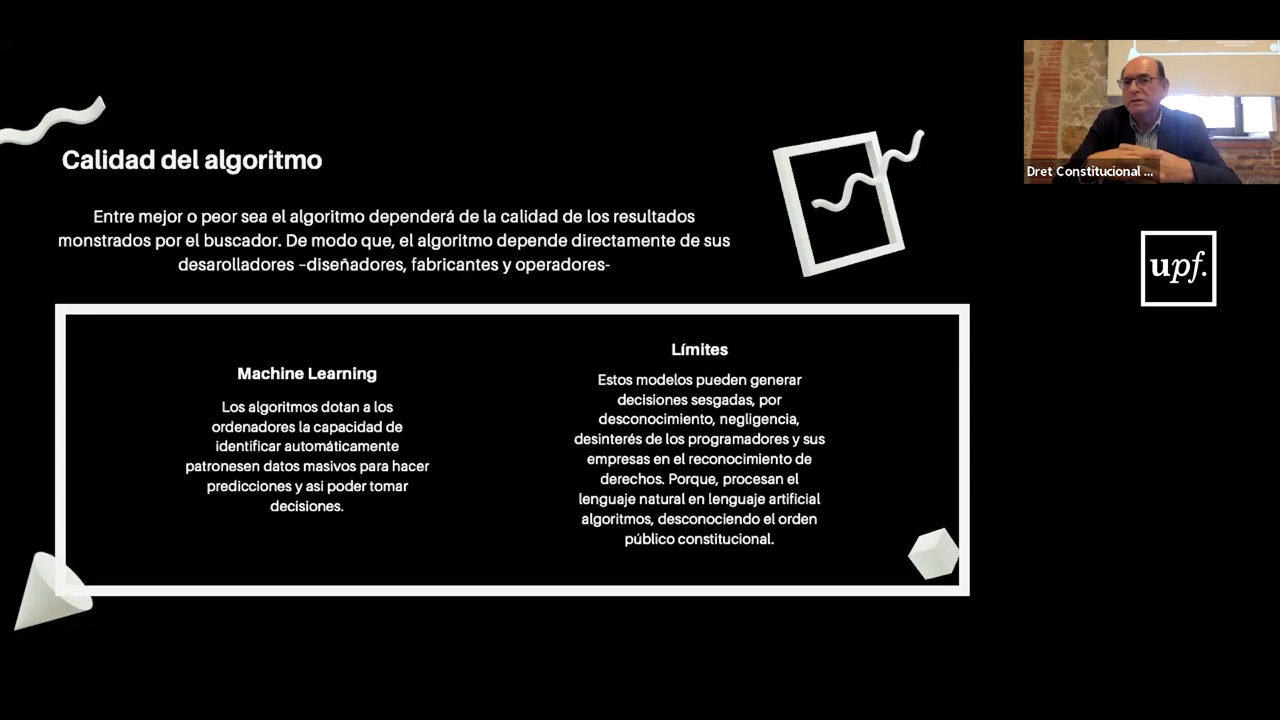 Calidad del algoritmo
Entre mejor o peor sea el algoritmo dependerá de la calidad de los resultados
monstrados por el buscador. De modo que, el algoritmo depende directamente de sus
desarolladores –diseñadores, fabricantes y operadores-
Machine Learning
Los algoritmos dotan a los
ordenadores la capacidad de
identificar automáticamente
patronesen datos masivos para hacer
predicciones y asi poder tomar
decisiones.
Límites
Estos modelos pueden generar
decisiones sesgadas, por
desconocimiento, negligencia,
desinterés de los programadores y sus
empresas en el reconocimiento de
derechos. Porque, procesan el
lenguaje natural en lenguaje artificial
algoritmos, desconociendo el orden
público constitucional.
Dret Constitucional ...
upf.